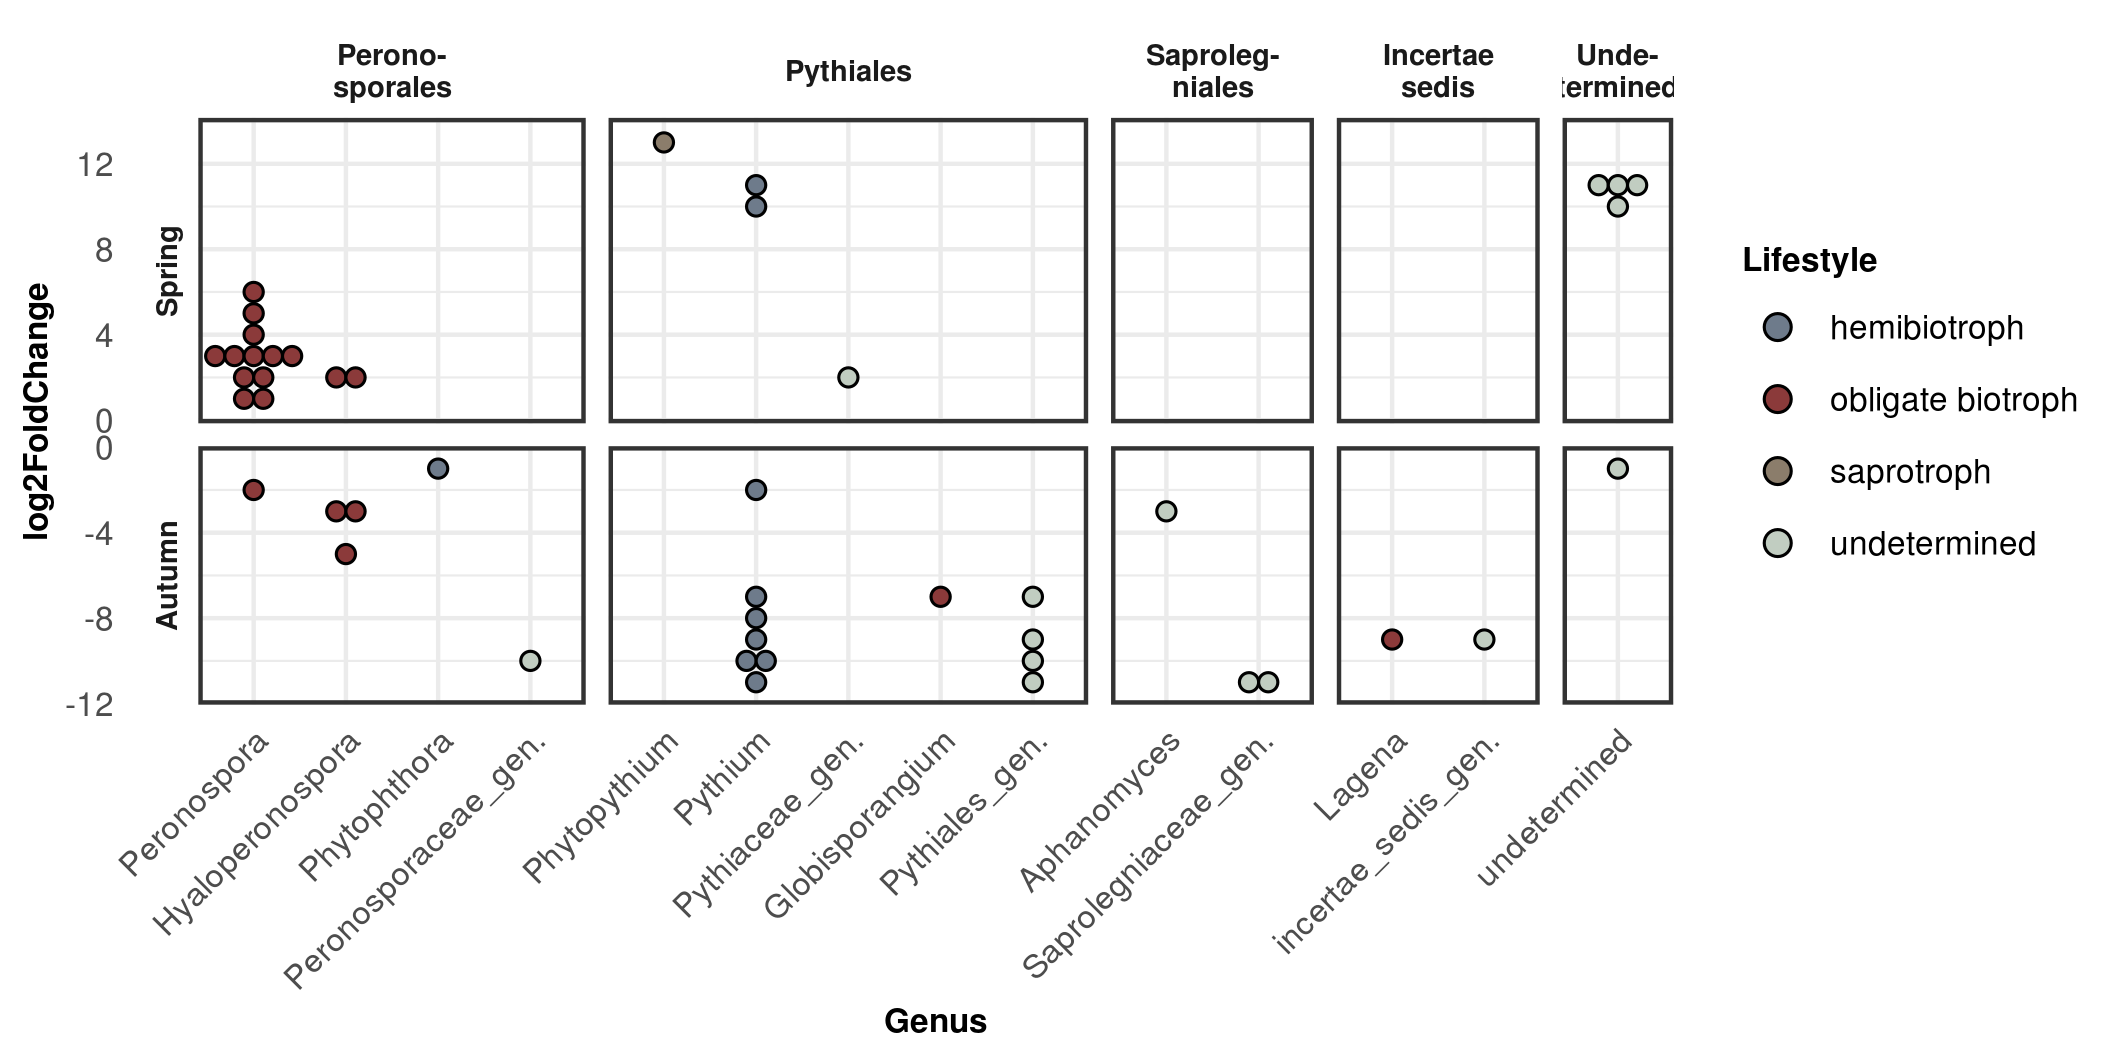 Perono-
sporales
Pythiales
Saproleg-
niales
Incertae
sedis
Unde-
termined
log2FoldChange
Spring
12
8
4
0
Autumn
0
-4
-8
-12
Peronospora
Hyaloperonospora
Phytophthora
Peronosporaceae_gen.
Phytopythium
Pythium
Pythiaceae_gen.
Globisporangium
Pythiales_gen.
Aphanomyces
Saprolegniaceae_gen.
Lagena
incertae_sedis_gen.
undetermined
Genus
Lifestyle
hemibiotroph
obligate biotroph
saprotroph
undetermined